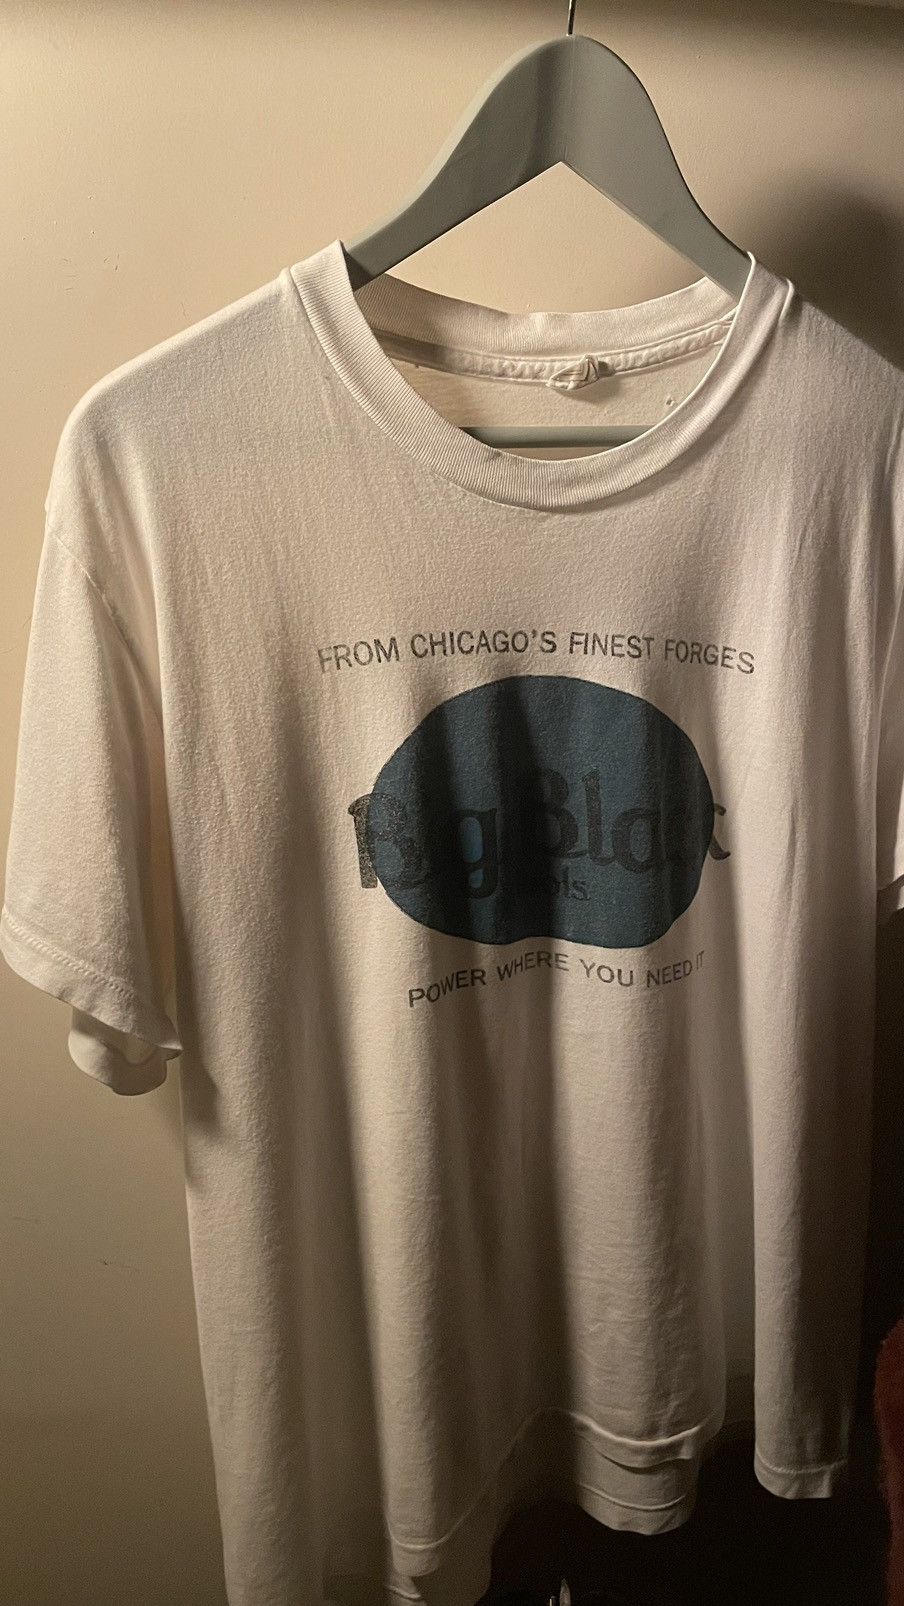 FROM CHICAGO'S FINEST FORGES
Big Black
POWER WHERE YOU NEED IT